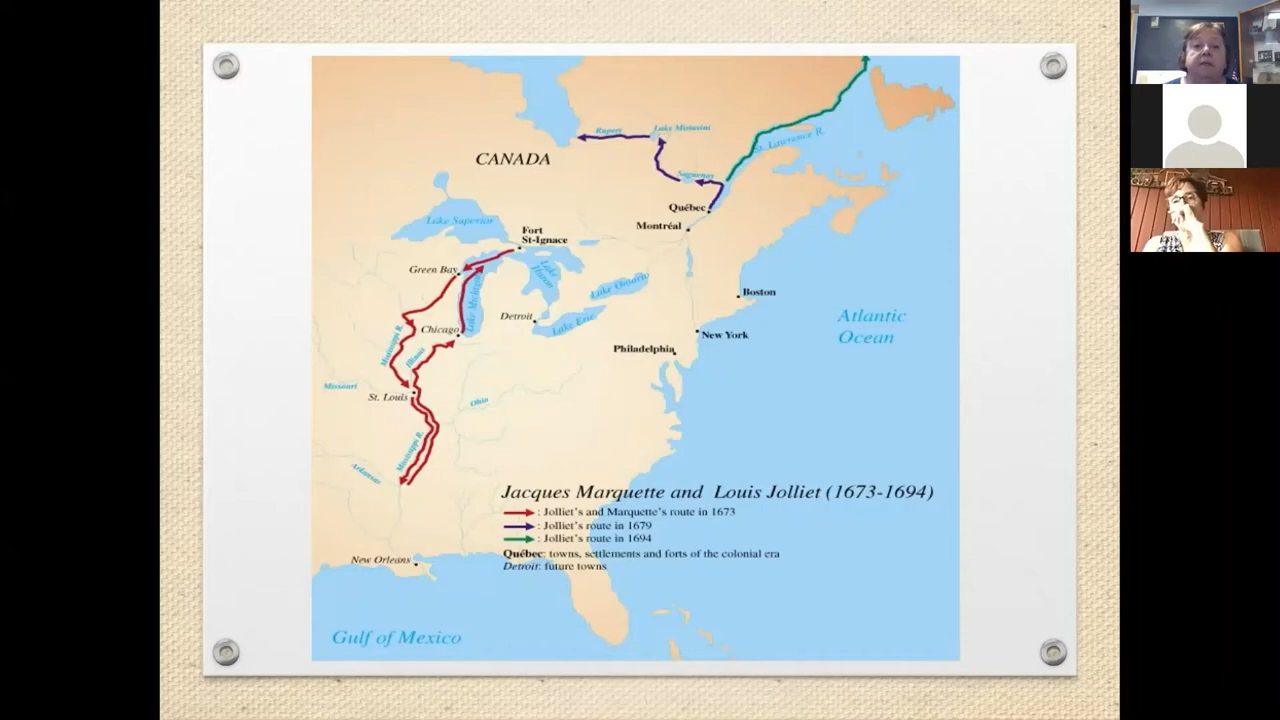 Rupert
Lake Mistasini
St. Lawrence R.
CANADA
Saguenay
Québec
Montréal
Lake Superior
Fort
St-Ignace
Green Bay
Lake Huron
Lake Michigan
Lake Ontario
Boston
Detroit
Lake Erie
Chicago
Mississipi R.
Illinois
New York
Philadelphia
Atlantic
Ocean
Missouri
St. Louis
Ohio
Mississipi R.
Arkansas
Jacques Marquette and Louis Jolliet (1673-1694)
: Jolliet's and Marquette's route in 1673
: Jolliet's route in 1679
: Jolliet's route in 1694
Québec: towns, settlements and forts of the colonial era
Detroit: future towns
New Orleans
Gulf of Mexico